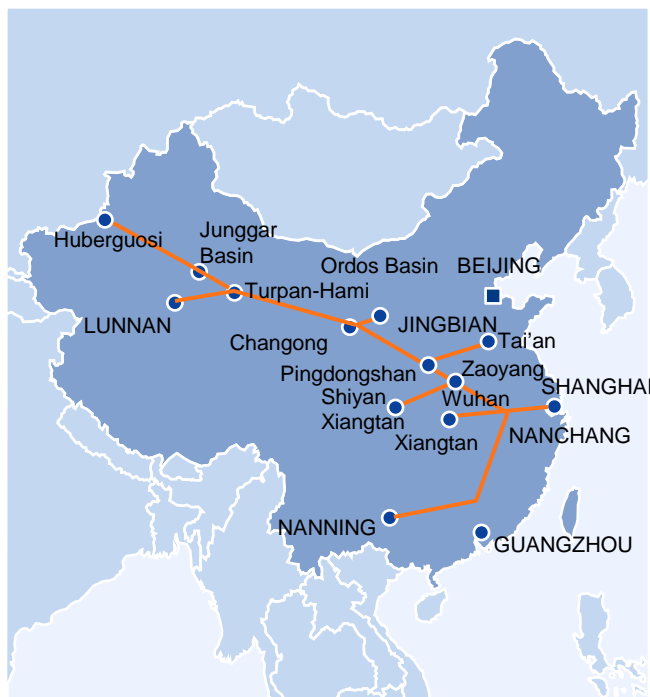 Huberguosi
Junggar
Basin
Ordos Basin
BEIJING
Turpan-Hami
LUNNAN
JINGBIAN
Changong
Tai'an
Pingdongshan
Zaoyang
Shiyan
Xiangtan
Wuhan
SHANGHAI
Xiangtan
NANCHANG
NANNING
GUANGZHOU